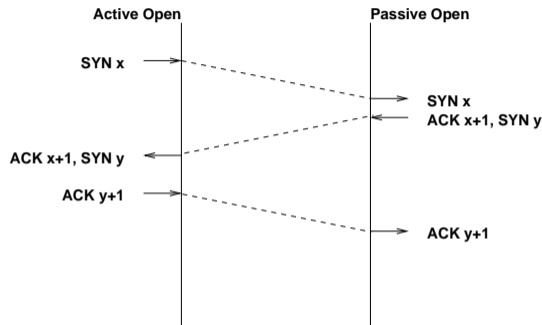 Active Open
Passive Open
SYN x
SYN x
ACK x+1, SYN y
ACK x+1, SYN y
ACK y+1
ACK y+1